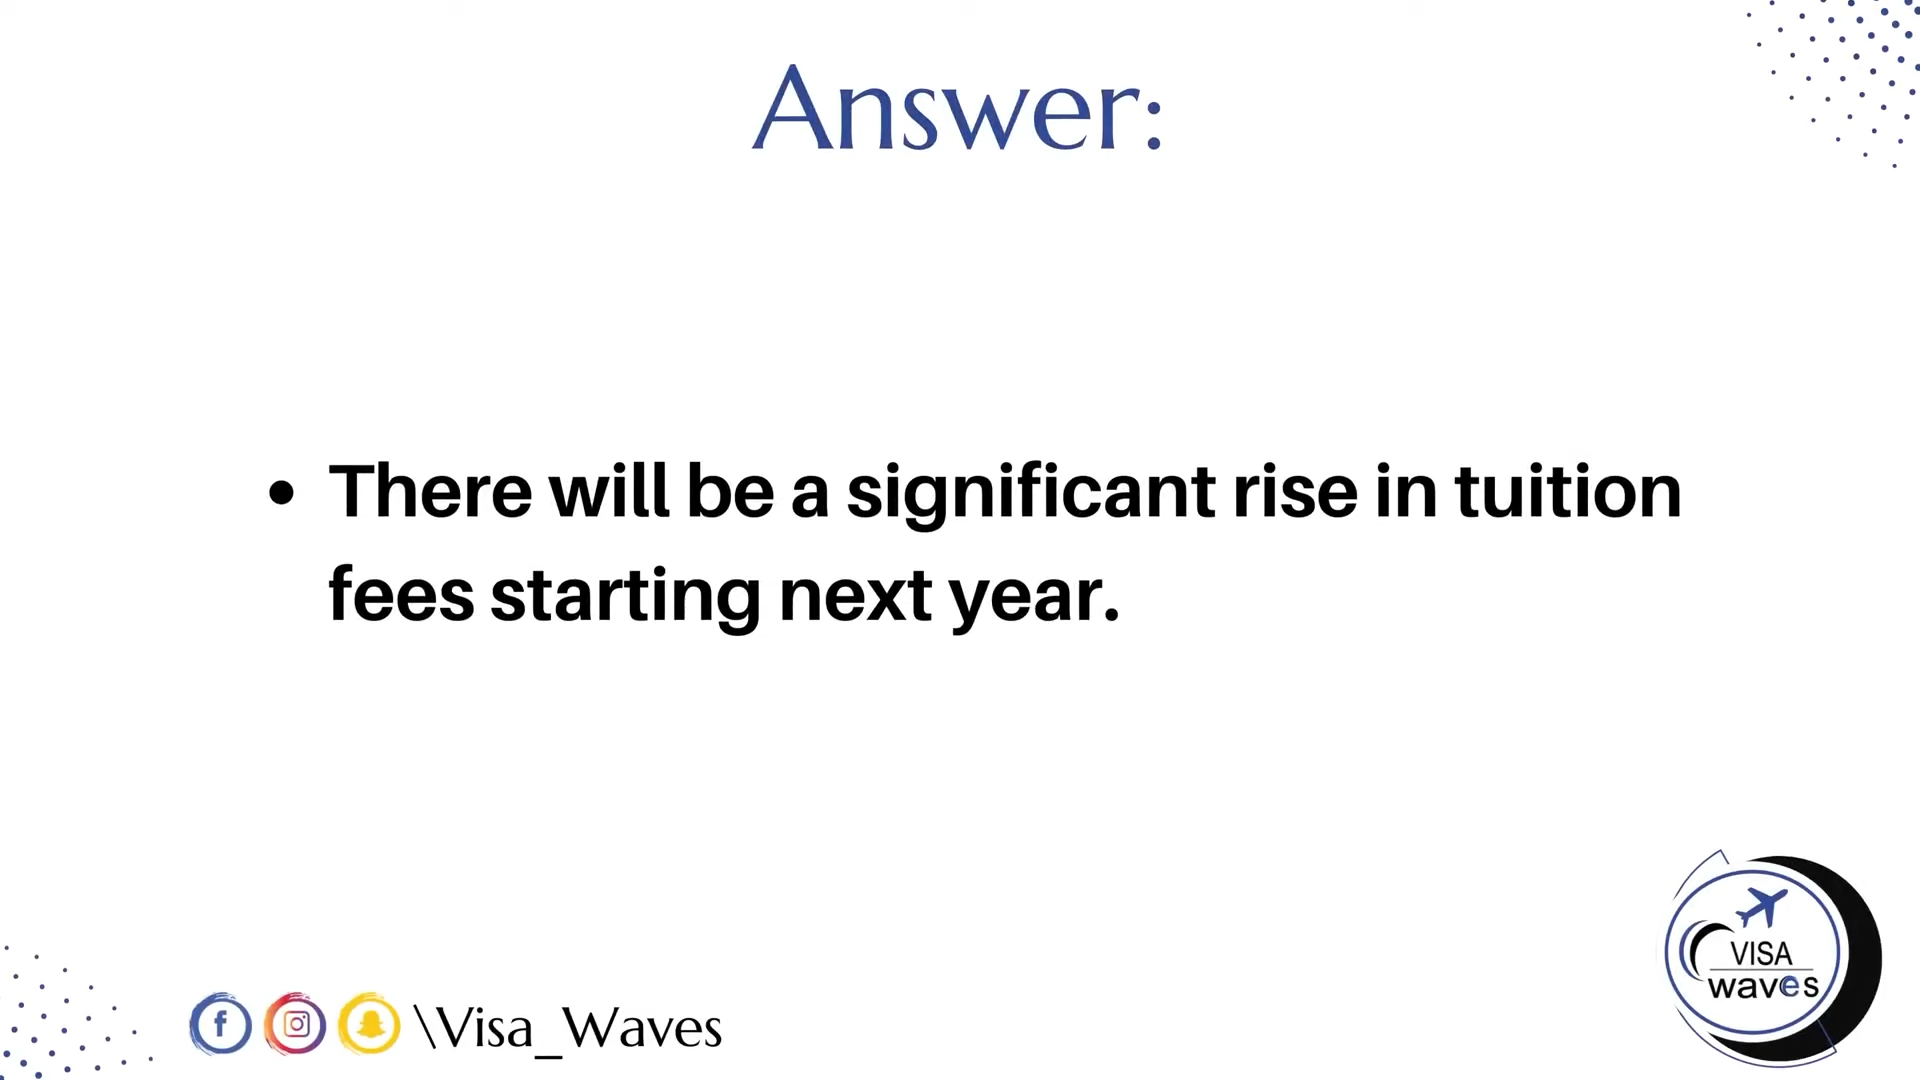 Answer:
• There will be a significant rise in tuition
fees starting next year.
\Visa_Waves
VISA
waves